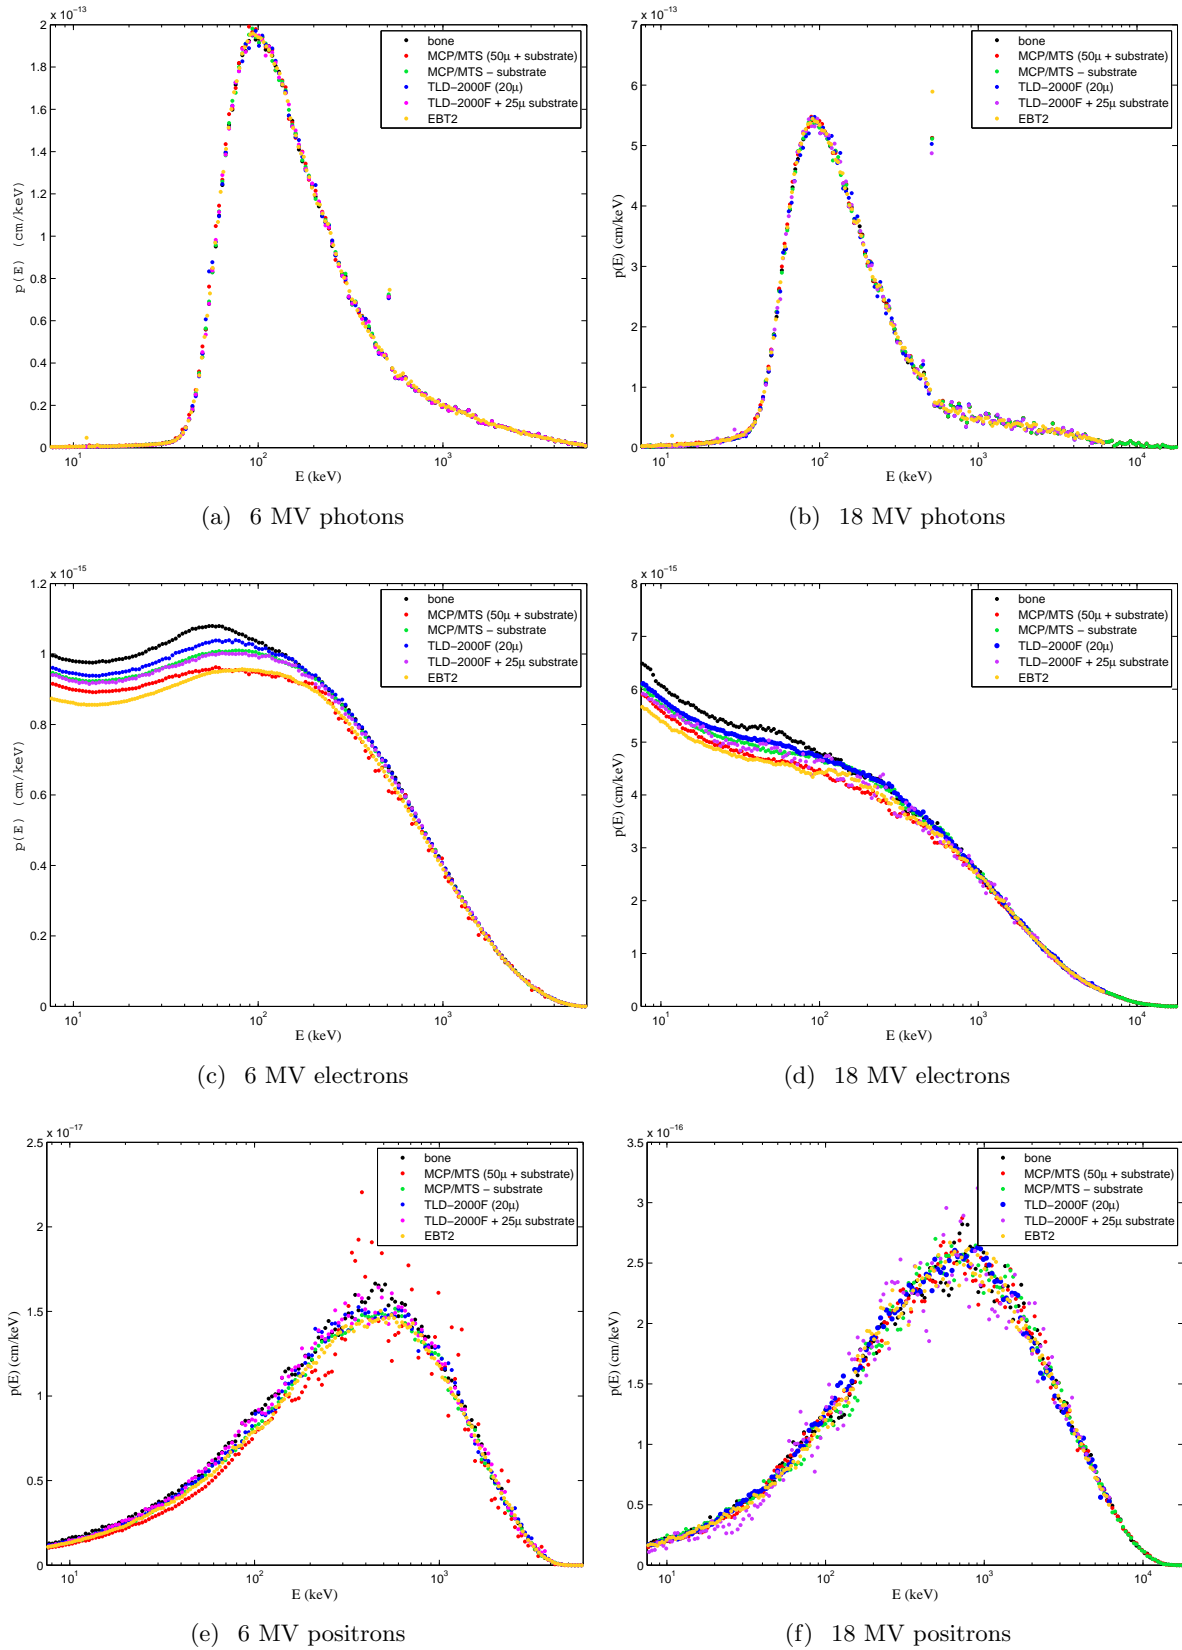 x 10⁻¹³
2
1.8
1.6
1.4
1.2
1
0.8
0.6
0.4
0.2
0
p(E) (cm/keV)
bone
MCP/MTS (50μ + substrate)
MCP/MTS − substrate
TLD−2000F (20μ)
TLD−2000F + 25μ substrate
EBT2
10¹
10²
10³
E (keV)
(a) 6 MV photons
x 10⁻¹³
7
6
5
4
3
2
1
0
p(E) (cm/keV)
bone
MCP/MTS (50μ + substrate)
MCP/MTS − substrate
TLD−2000F (20μ)
TLD−2000F + 25μ substrate
EBT2
10¹
10²
10³
10⁴
E (keV)
(b) 18 MV photons
x 10⁻¹⁵
1.2
1
0.8
0.6
0.4
0.2
0
p(E) (cm/keV)
bone
MCP/MTS (50μ + substrate)
MCP/MTS − substrate
TLD−2000F (20μ)
TLD−2000F + 25μ substrate
EBT2
10¹
10²
10³
E (keV)
(c) 6 MV electrons
x 10⁻¹⁵
8
7
6
5
4
3
2
1
0
p(E) (cm/keV)
bone
MCP/MTS (50μ + substrate)
MCP/MTS − substrate
TLD−2000F (20μ)
TLD−2000F + 25μ substrate
EBT2
10¹
10²
10³
10⁴
E (keV)
(d) 18 MV electrons
x 10⁻¹⁷
2.5
2
1.5
1
0.5
0
p(E) (cm/keV)
bone
MCP/MTS (50μ + substrate)
MCP/MTS − substrate
TLD−2000F (20μ)
TLD−2000F + 25μ substrate
EBT2
10¹
10²
10³
E (keV)
(e) 6 MV positrons
x 10⁻¹⁶
3.5
3
2.5
2
1.5
1
0.5
0
p(E) (cm/keV)
bone
MCP/MTS (50μ + substrate)
MCP/MTS − substrate
TLD−2000F (20μ)
TLD−2000F + 25μ substrate
EBT2
10¹
10²
10³
10⁴
E (keV)
(f) 18 MV positrons